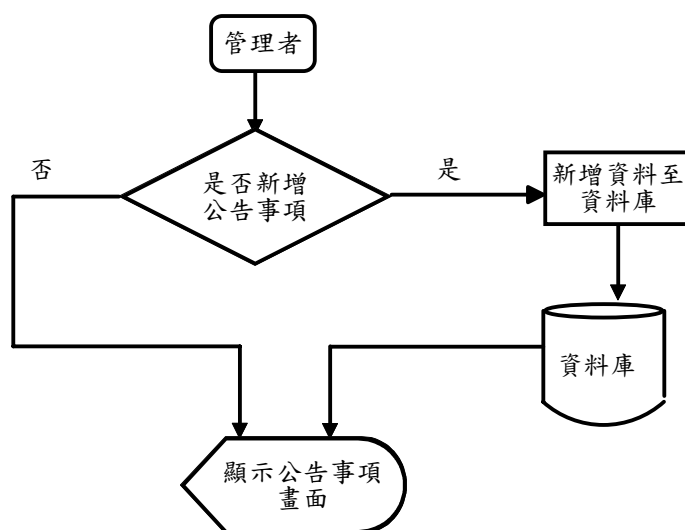 管理者
否
是
是否新增
公告事項
新增資料至
資料庫
資料庫
顯示公告事項
畫面